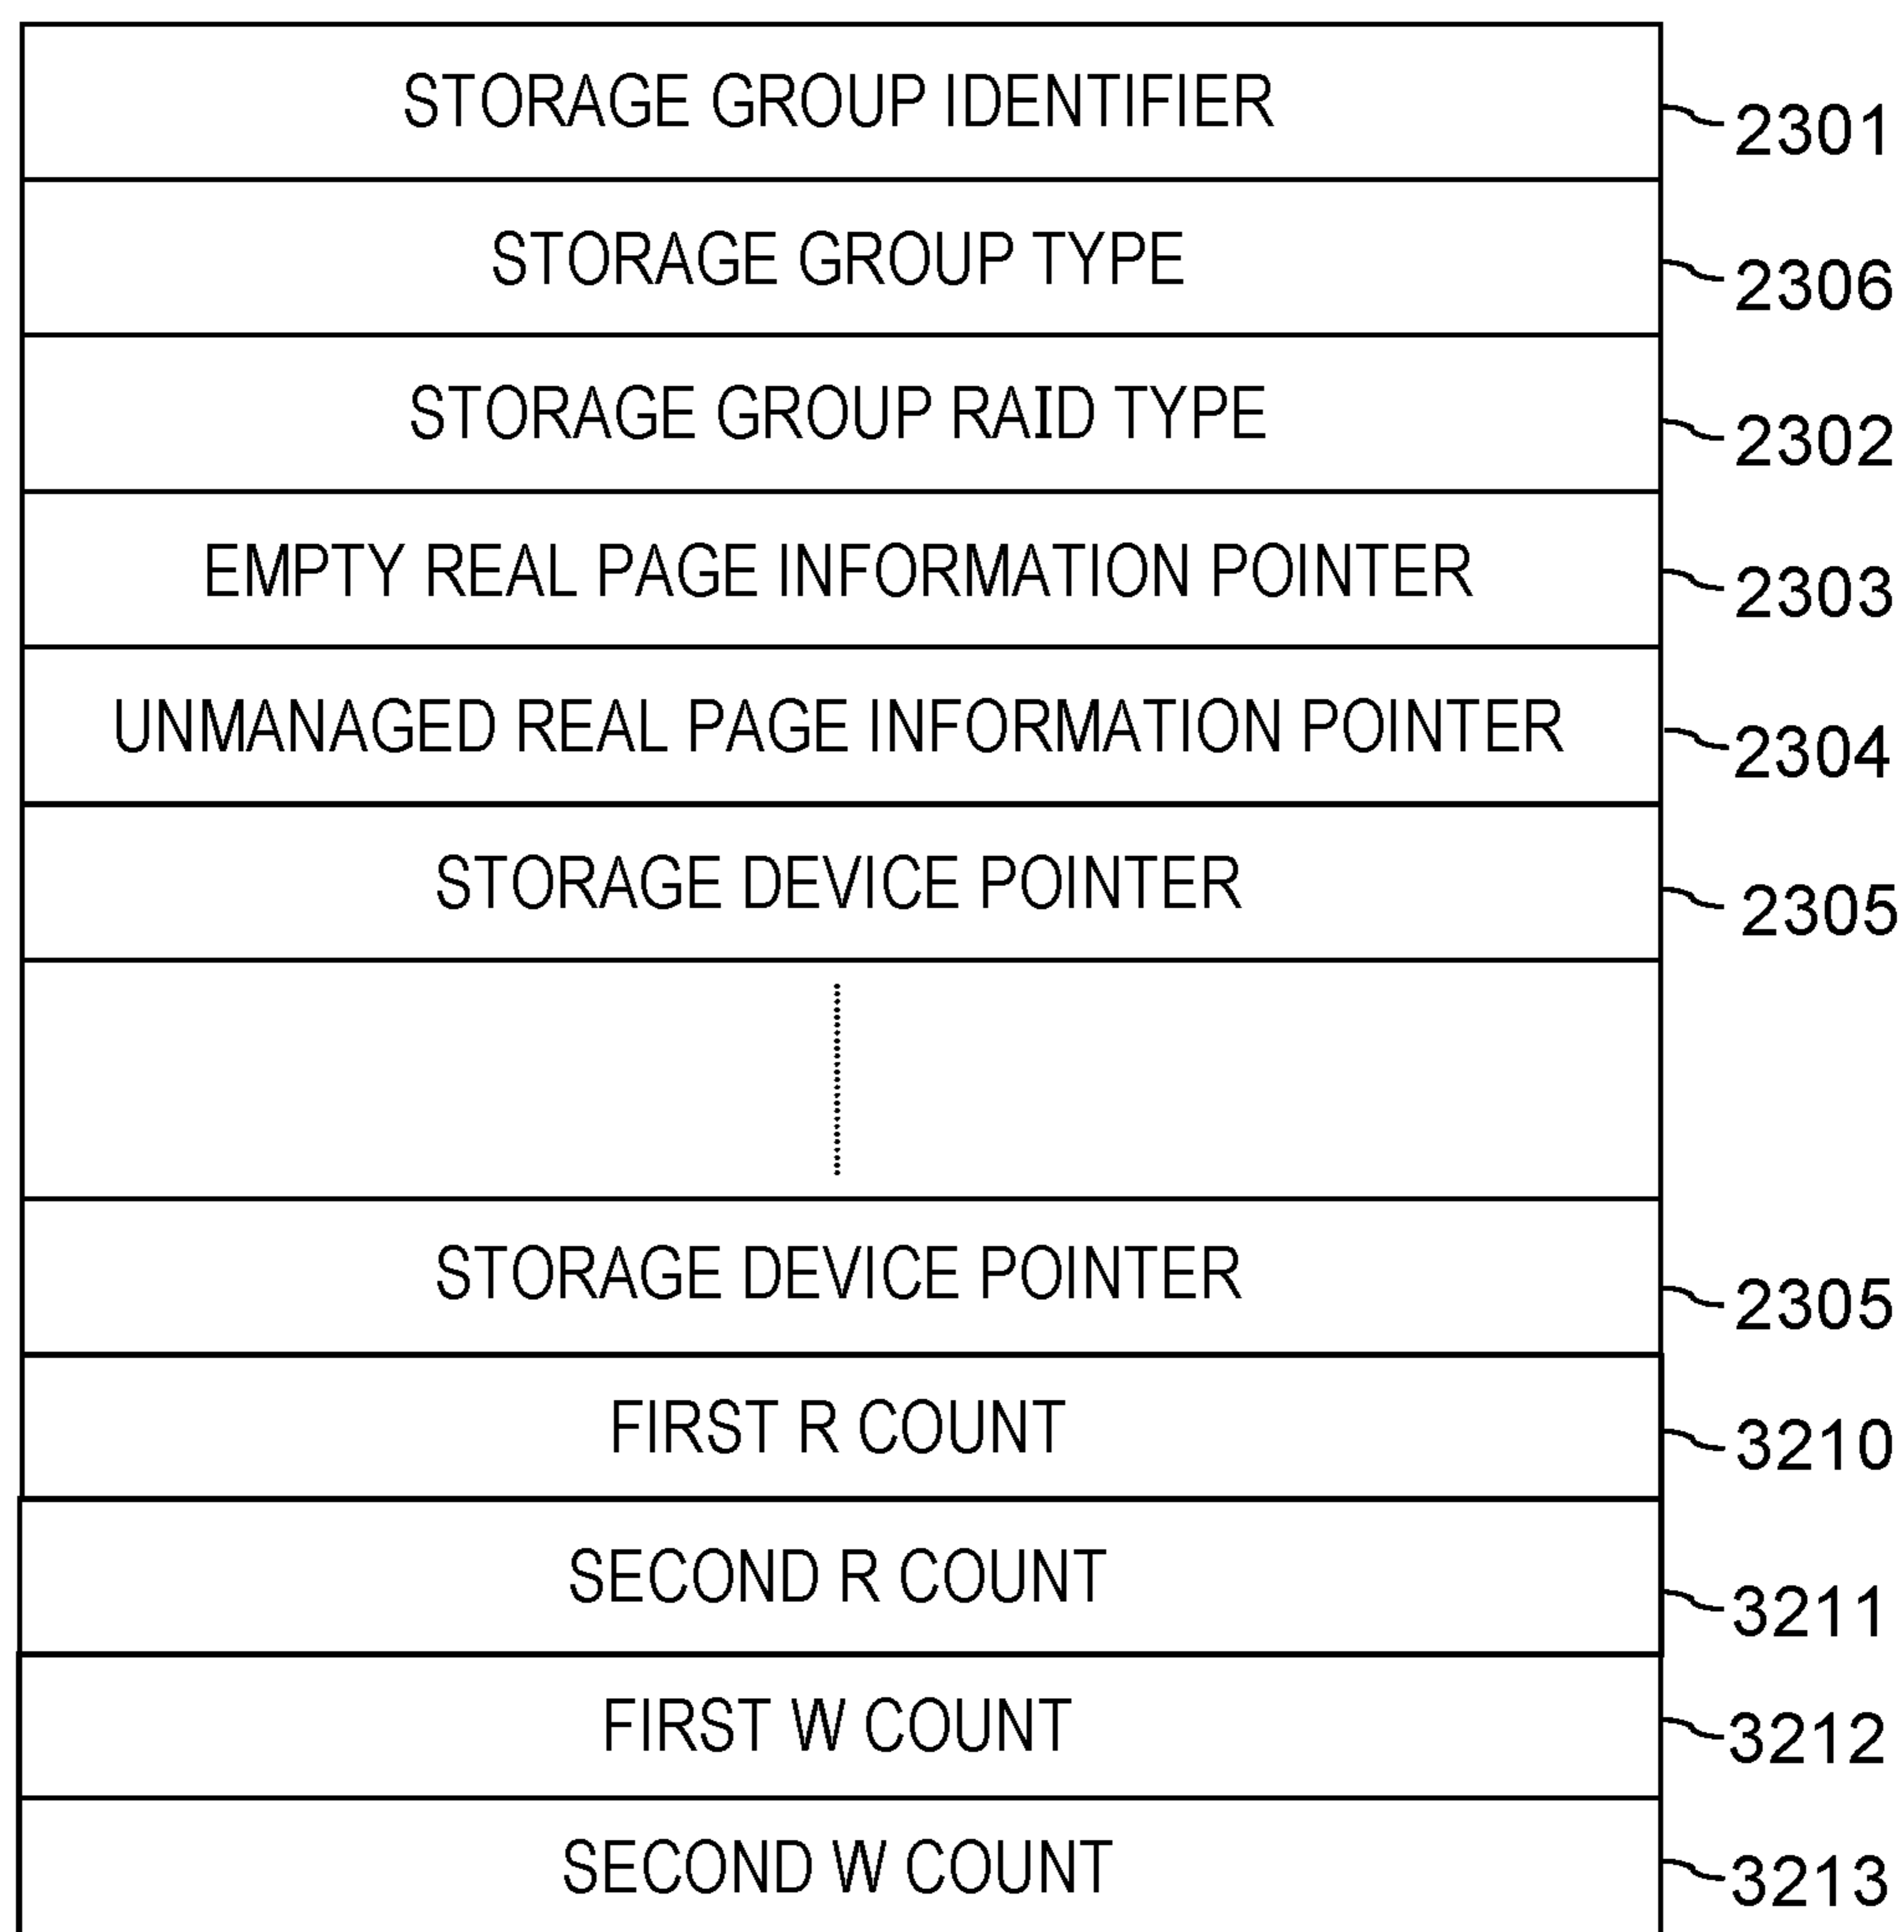 STORAGE GROUP IDENTIFIER 2301
STORAGE GROUP TYPE 2306
STORAGE GROUP RAID TYPE 2302
EMPTY REAL PAGE INFORMATION POINTER 2303
UNMANAGED REAL PAGE INFORMATION POINTER 2304
STORAGE DEVICE POINTER 2305
STORAGE DEVICE POINTER 2305
FIRST R COUNT 3210
SECOND R COUNT 3211
FIRST W COUNT 3212
SECOND W COUNT 3213